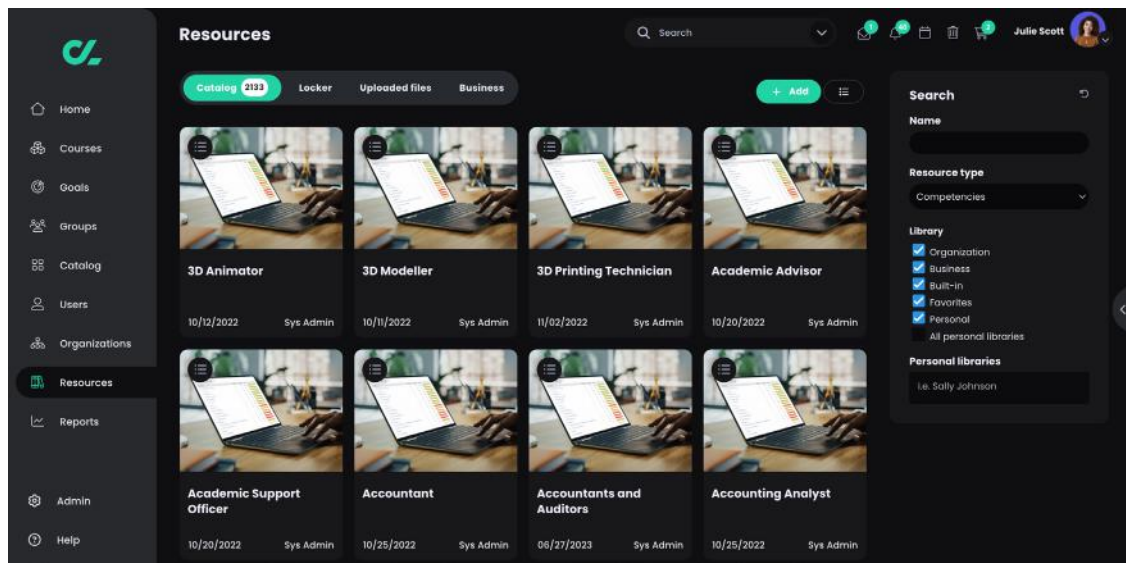 Resources
Search
1
40
2
Julie Scott
Home
Courses
Goals
Groups
Catalog
Users
Organizations
Resources
Reports
Admin
Help
Catalog 2133
Locker
Uploaded files
Business
+ Add
3D Animator
10/12/2022 Sys Admin
3D Modeller
10/11/2022 Sys Admin
3D Printing Technician
11/02/2022 Sys Admin
Academic Advisor
10/20/2022 Sys Admin
Academic Support
Officer
10/20/2022 Sys Admin
Accountant
10/25/2022 Sys Admin
Accountants and
Auditors
06/27/2023 Sys Admin
Accounting Analyst
10/25/2022 Sys Admin
Search
Name
Resource type
Competencies
Library
Organization
Business
Built-in
Favorites
Personal
All personal libraries
Personal libraries
i.e. Sally Johnson